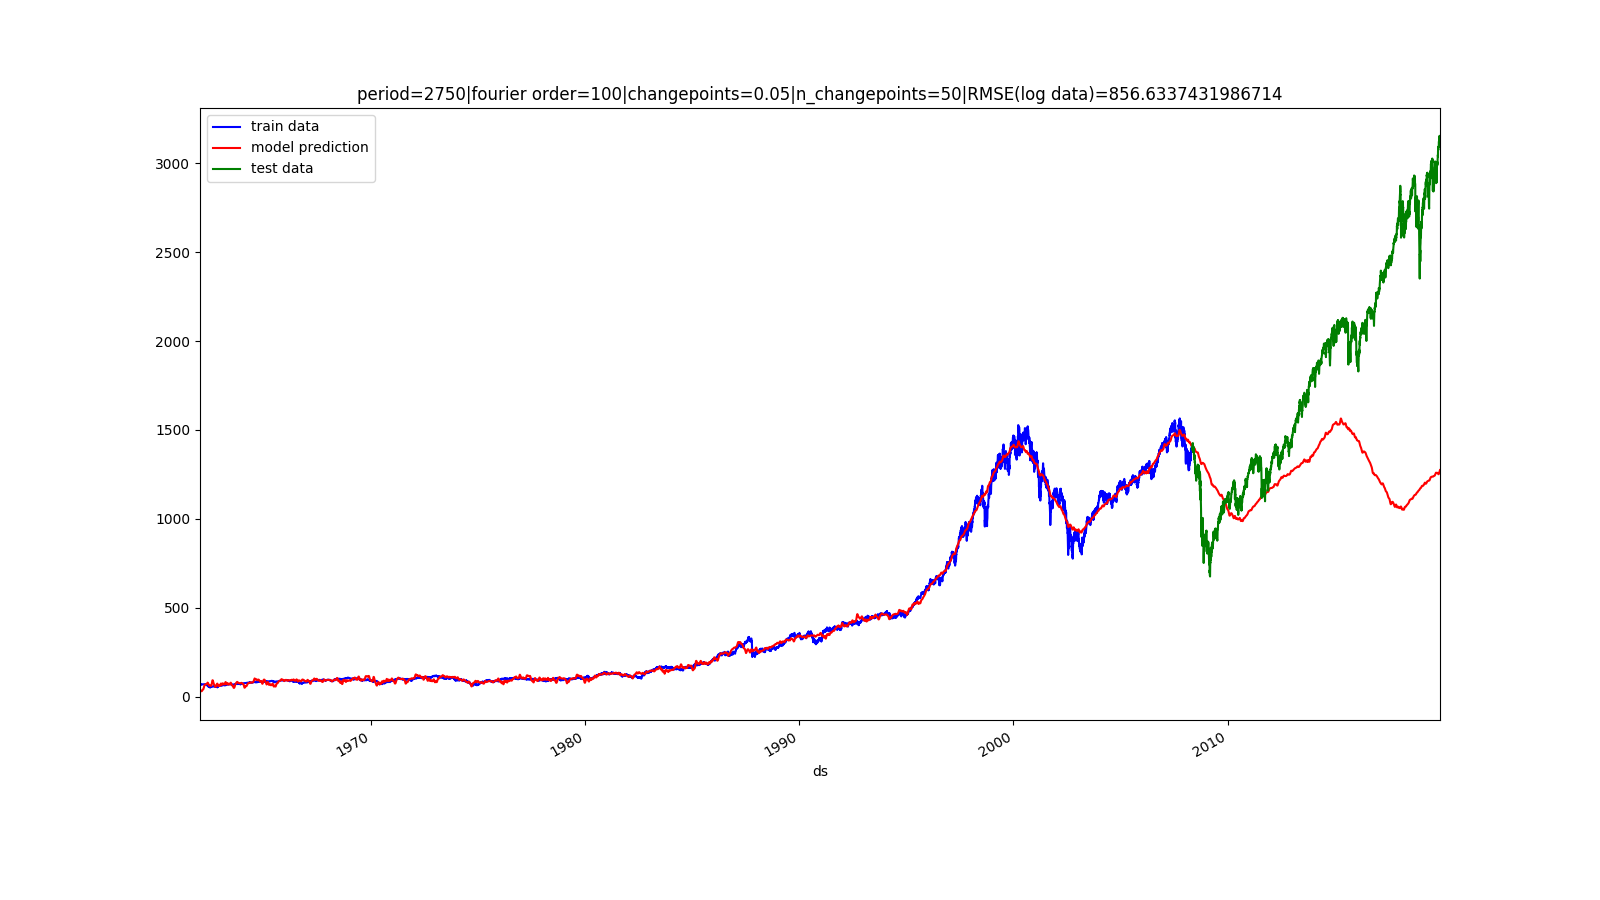 period=2750|fourier order=100|changepoints=0.05|n_changepoints=50|RMSE(log data)=856.6337431986714
train data
model prediction
test data
3000
2500
2000
1500
1000
500
0
1970
1980
1990
2000
2010
ds